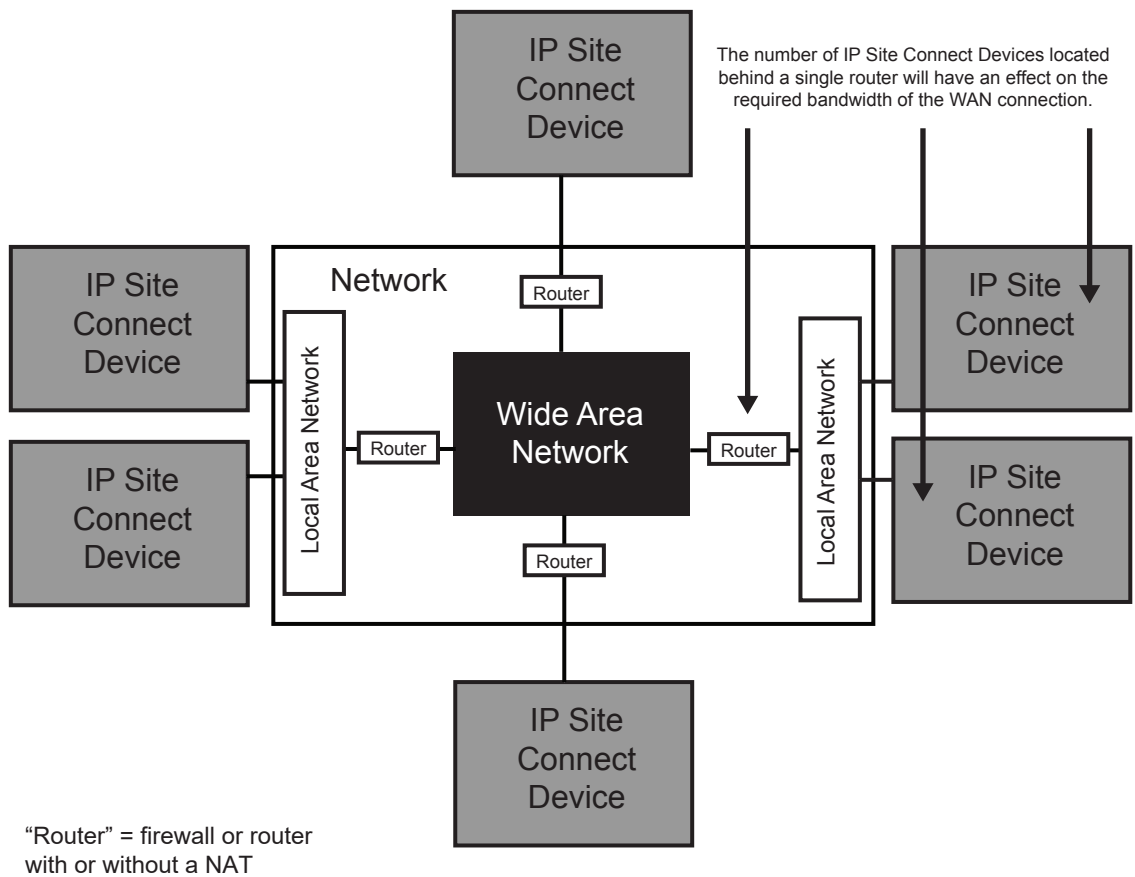 IP Site
Connect
Device
The number of IP Site Connect Devices located
behind a single router will have an effect on the
required bandwidth of the WAN connection.
IP Site
Connect
Device
Network
Router
IP Site
Connect
Device
Local Area Network
Router
Wide Area
Network
Router
Local Area Network
IP Site
Connect
Device
IP Site
Connect
Device
Router
IP Site
Connect
Device
“Router” = firewall or router
with or without a NAT